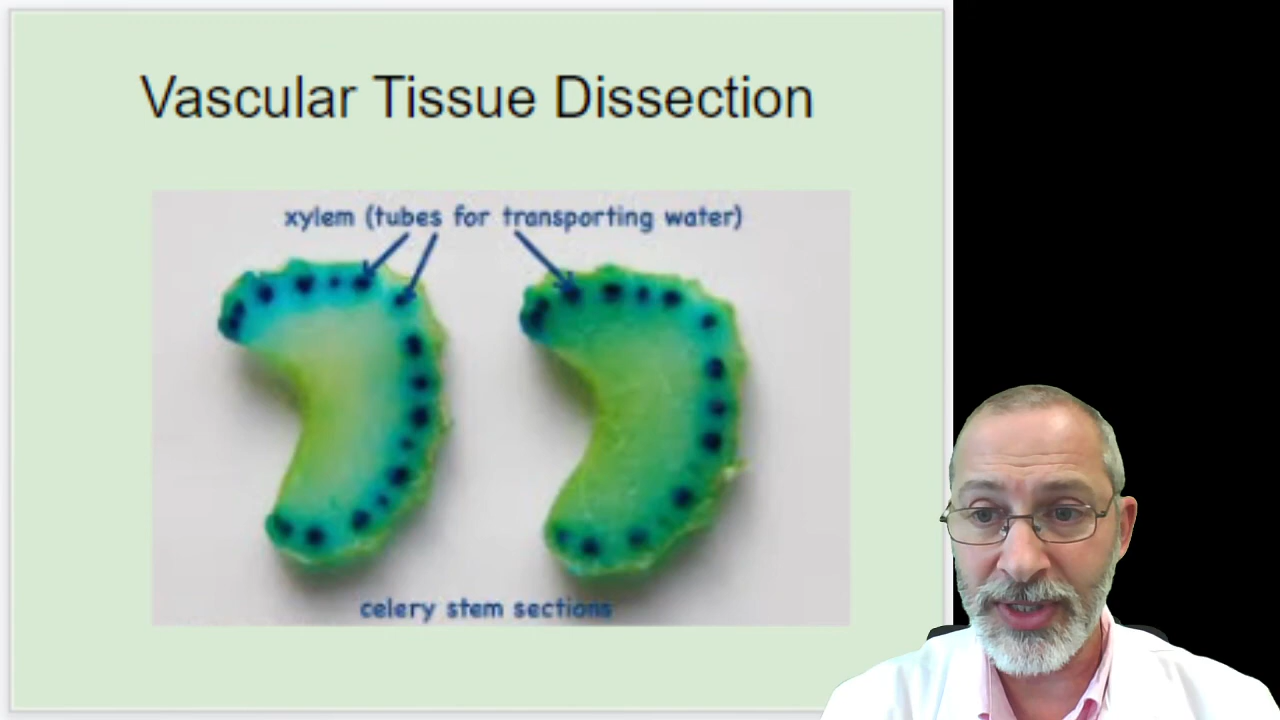 Vascular Tissue Dissection
xylem (tubes for transporting water)
celery stem sections